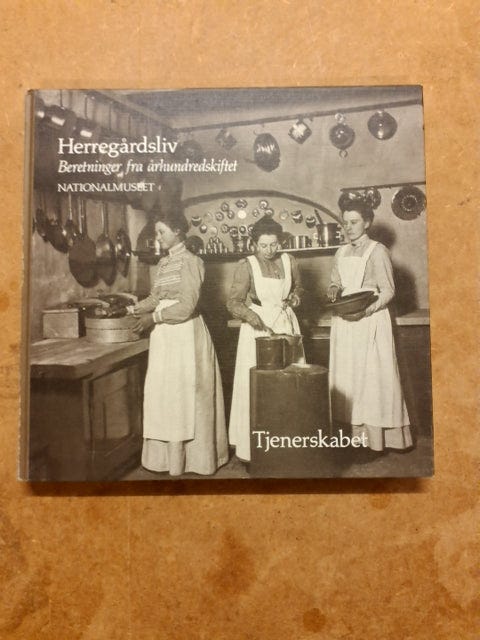 Herregårdsliv
Beretninger fra århundredskiftet
NATIONALMUSEET
Tjenerskabet